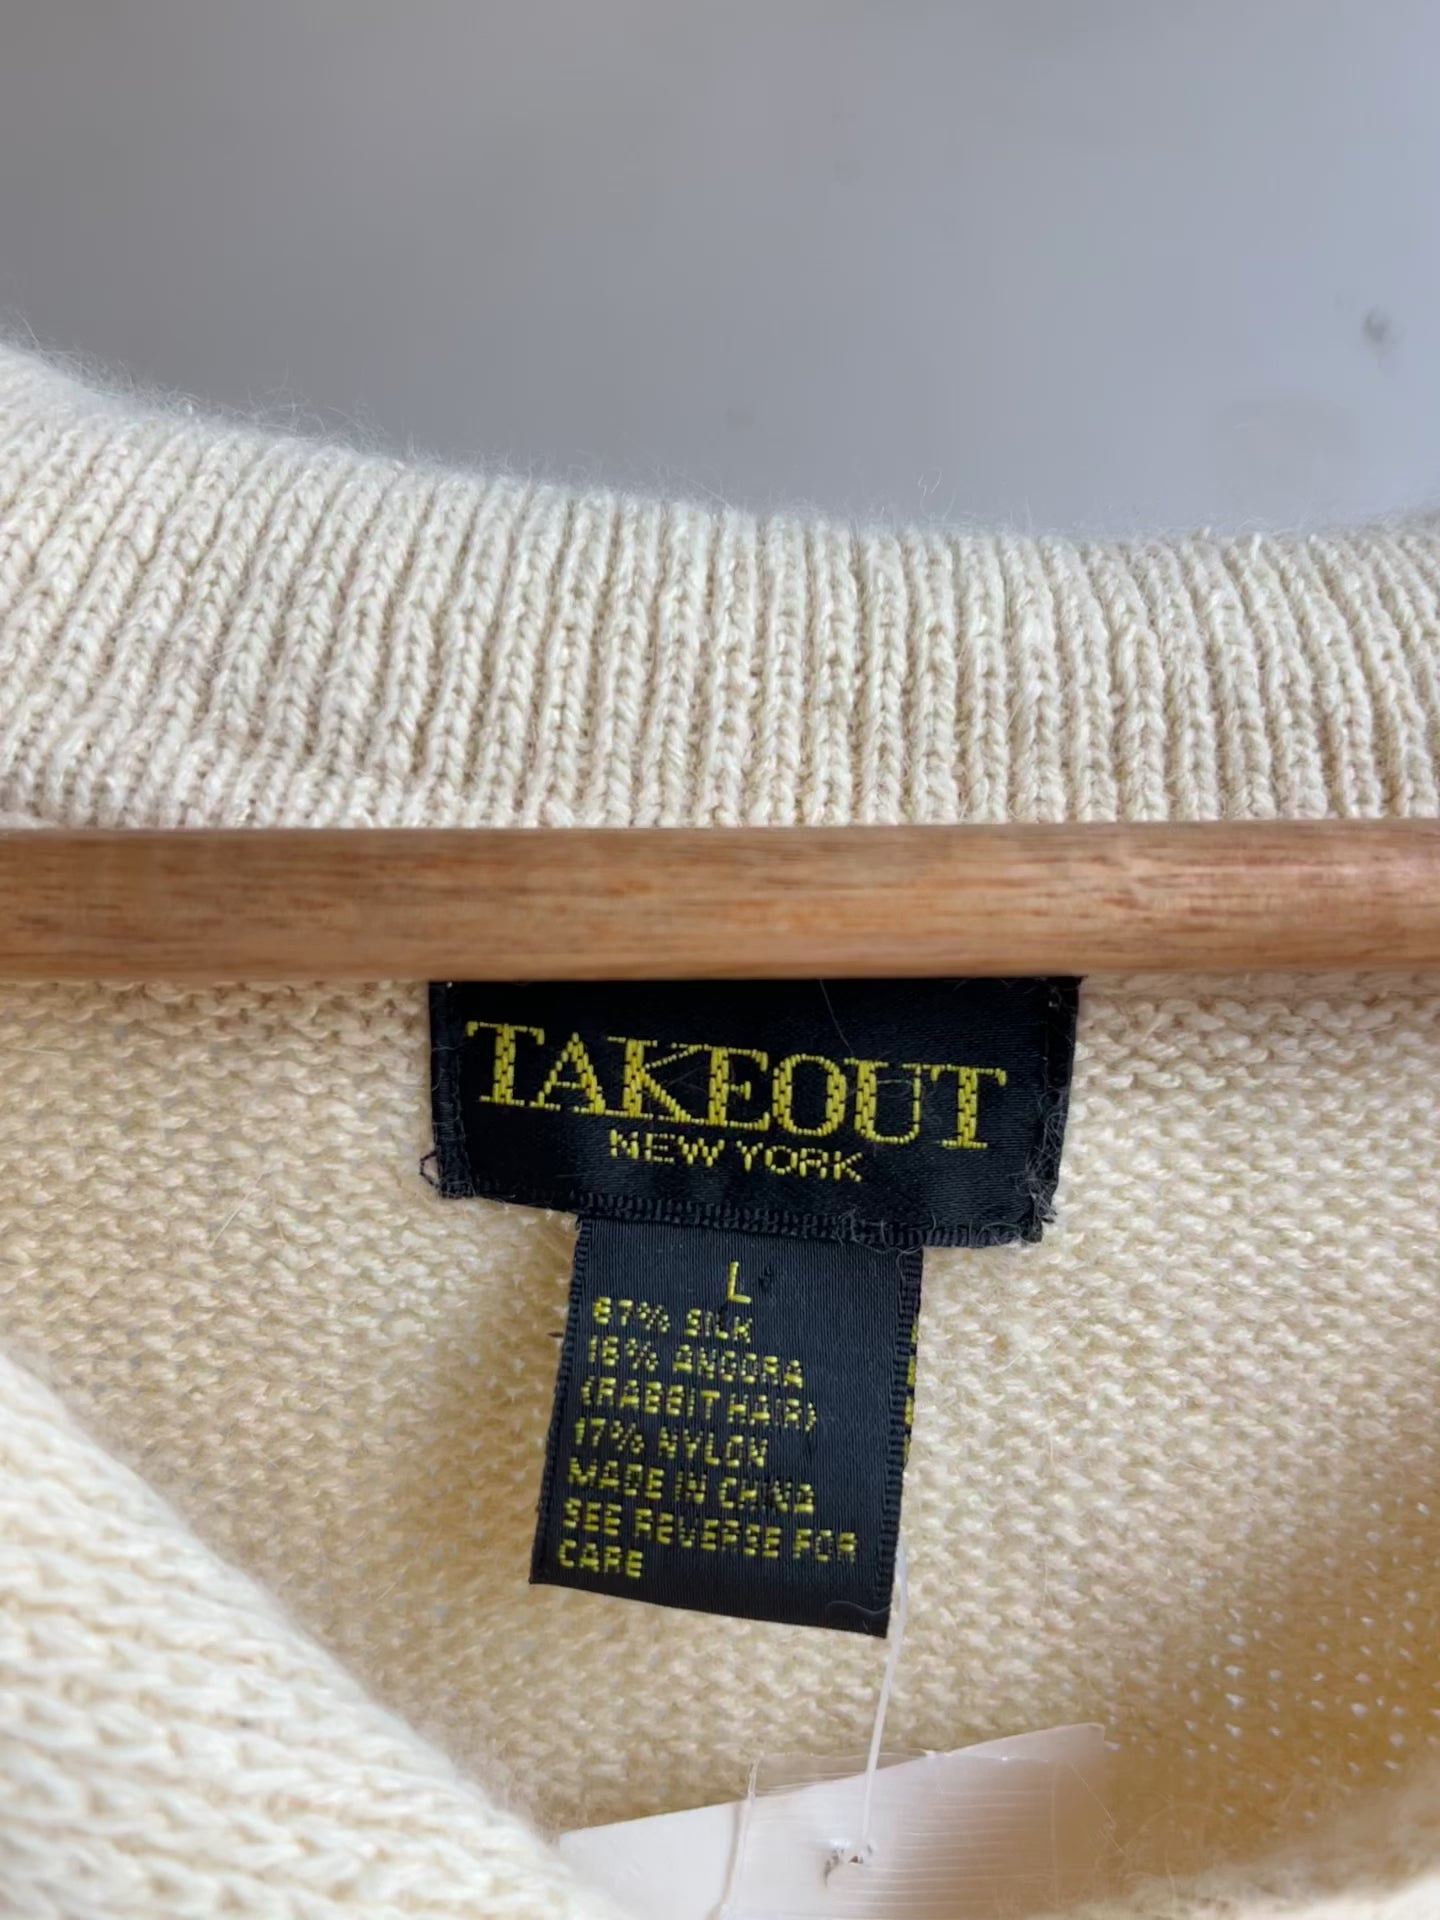 TAKEOUT
NEW YORK
L
67% SILK
16% ANGORA
(RABBIT HAIR)
17% NYLON
MADE IN CHINA
SEE REVERSE FOR
CARE